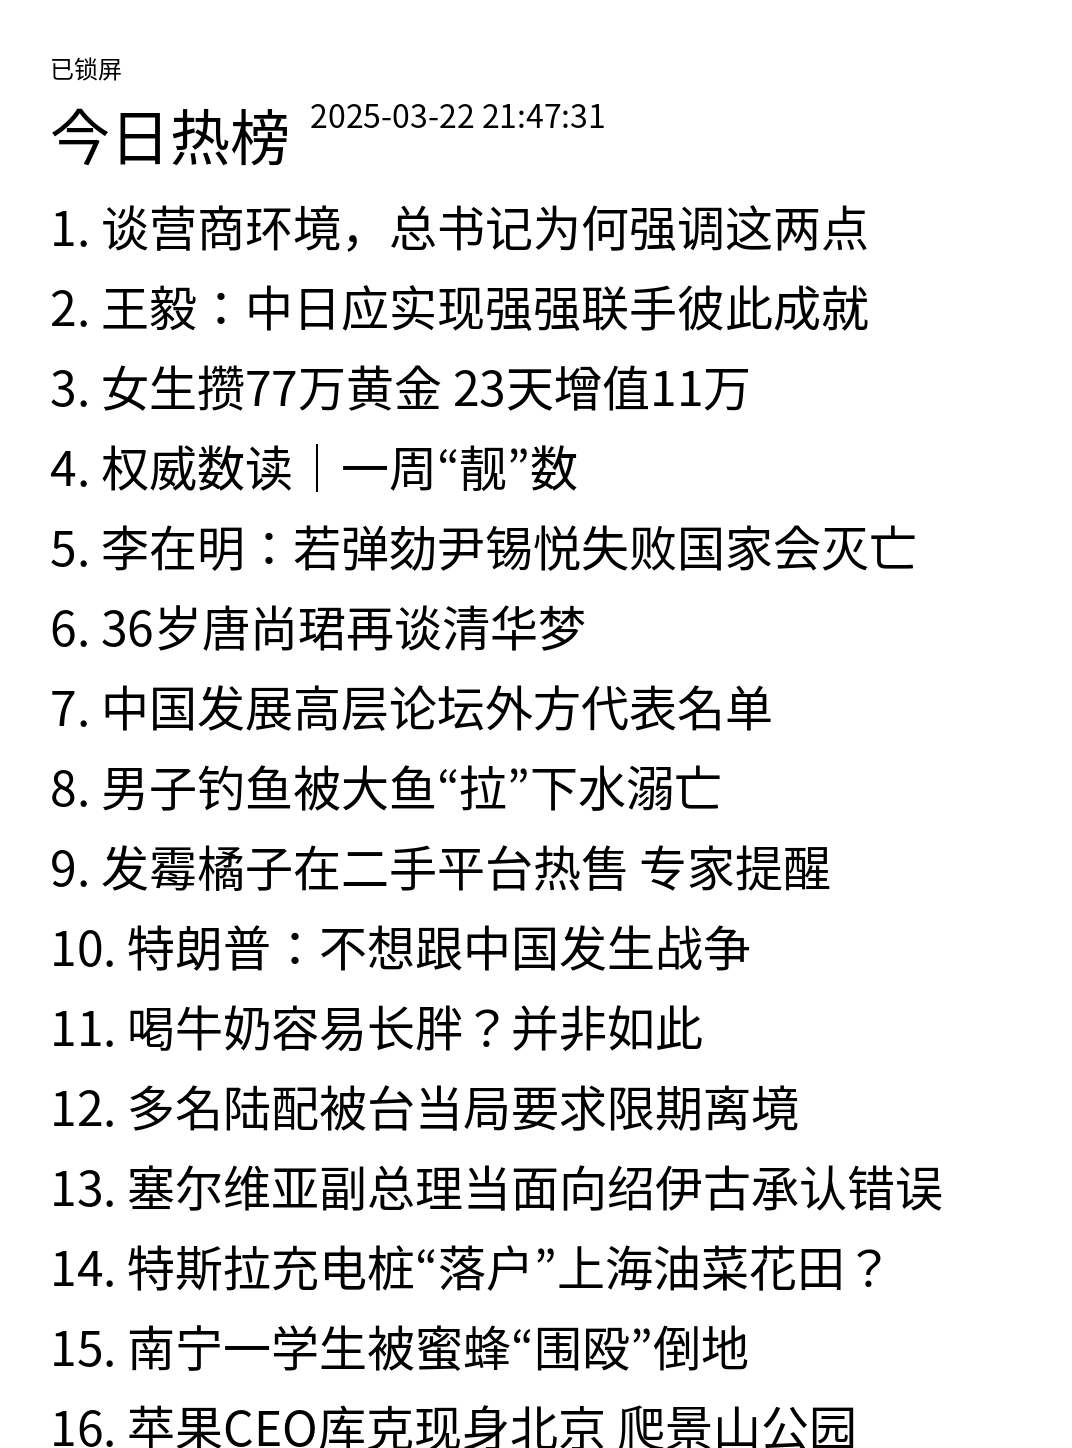 已锁屏
今日热榜 2025-03-22 21:47:31
1. 谈营商环境，总书记为何强调这两点
2. 王毅：中日应实现强强联手彼此成就
3. 女生攒77万黄金 23天增值11万
4. 权威数读｜一周“靓”数
5. 李在明：若弹劾尹锡悦失败国家会灭亡
6. 36岁唐尚珺再谈清华梦
7. 中国发展高层论坛外方代表名单
8. 男子钓鱼被大鱼“拉”下水溺亡
9. 发霉橘子在二手平台热售 专家提醒
10. 特朗普：不想跟中国发生战争
11. 喝牛奶容易长胖？并非如此
12. 多名陆配被台当局要求限期离境
13. 塞尔维亚副总理当面向绍伊古承认错误
14. 特斯拉充电桩“落户”上海油菜花田？
15. 南宁一学生被蜜蜂“围殴”倒地
16. 苹果CEO库克现身北京 爬景山公园